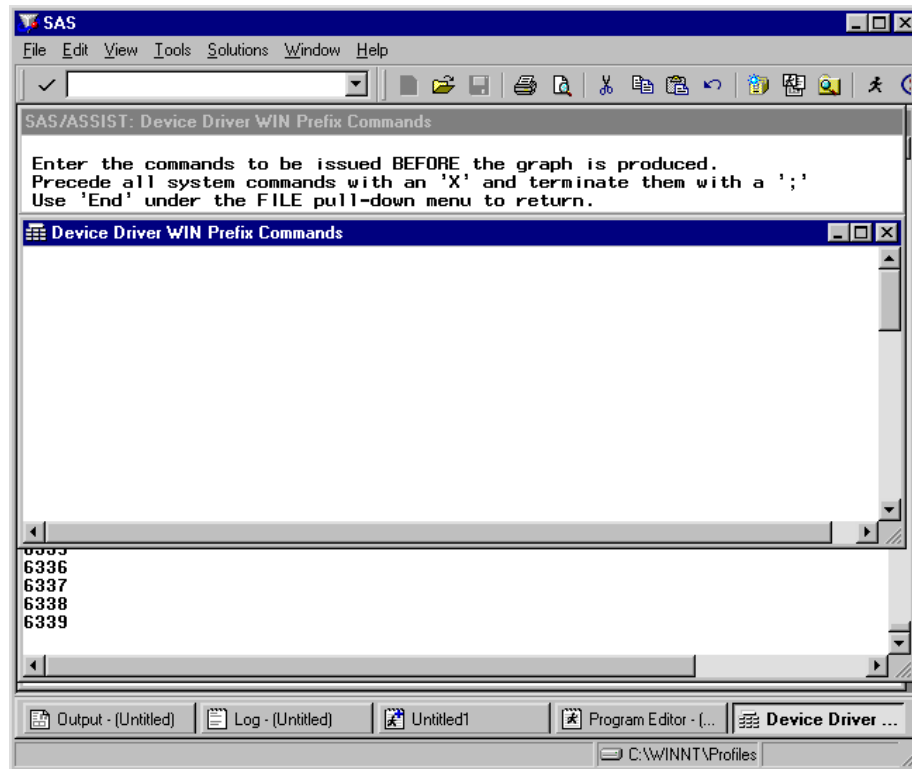 SAS
File Edit View Tools Solutions Window Help
SAS/ASSIST: Device Driver WIN Prefix Commands
Enter the commands to be issued BEFORE the graph is produced.
Precede all system commands with an 'X' and terminate them with a ';'
Use 'End' under the FILE pull-down menu to return.
Device Driver WIN Prefix Commands
6335
6336
6337
6338
6339
Output - (Untitled) Log - (Untitled) Untitled1 Program Editor - (... Device Driver ...
C:\WINNT\Profiles